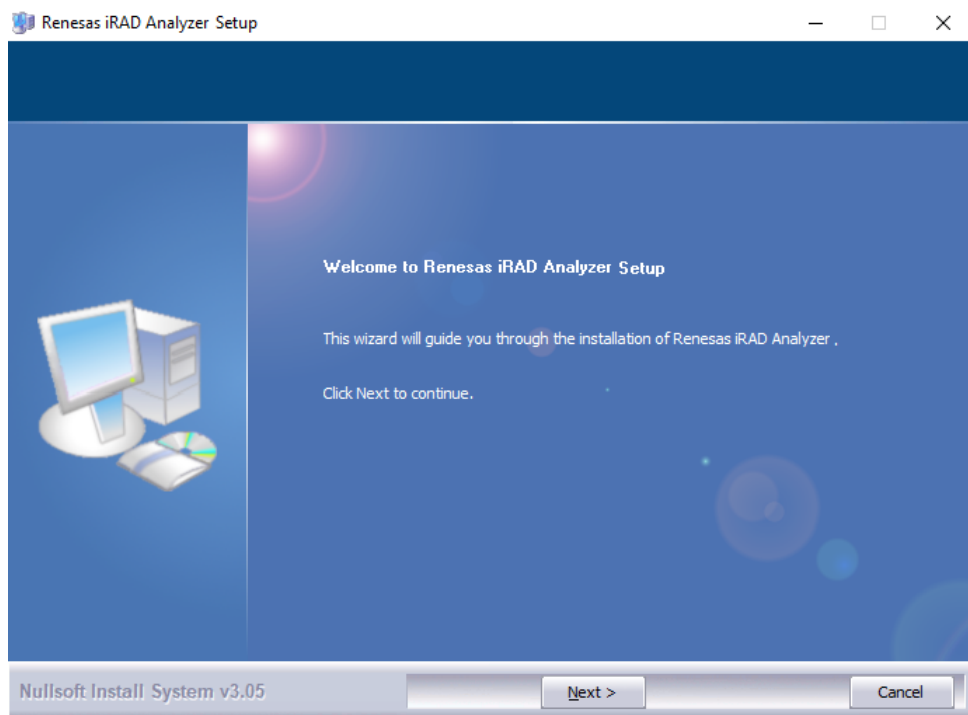 Renesas iRAD Analyzer Setup
Welcome to Renesas iRAD Analyzer Setup
This wizard will guide you through the installation of Renesas iRAD Analyzer .
Click Next to continue.
Nullsoft Install System v3.05
Next >
Cancel